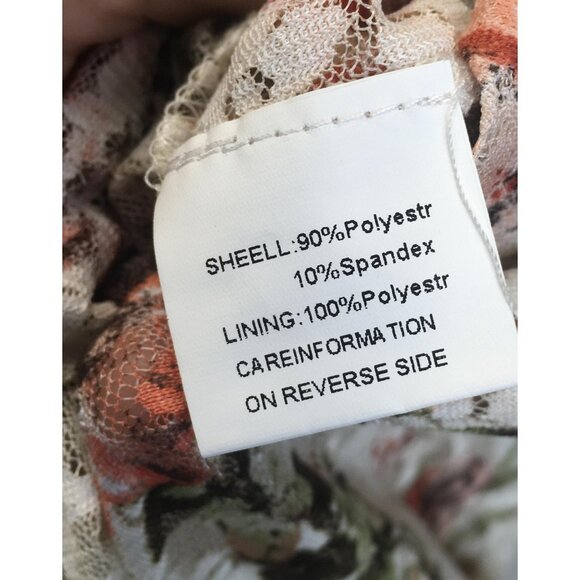 SHEELL:90%Polyestr
10%Spandex
LINING:100%Polyestr
CAREINFORMATION
ON REVERSE SIDE